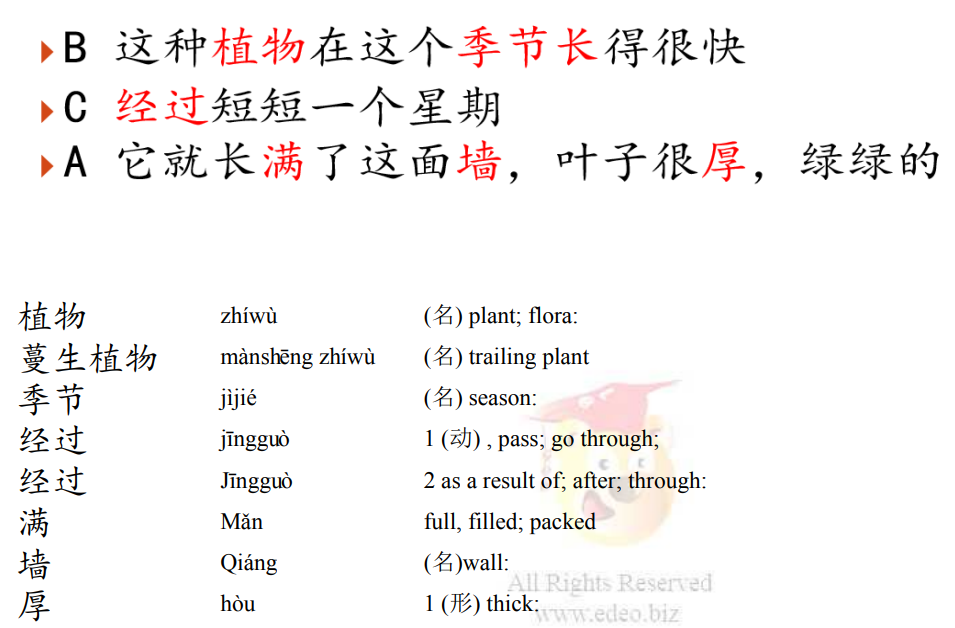 B 这种植物在这个季节长得很快
C 经过短短一个星期
A 它就长满了这面墙，叶子很厚，绿绿的
植物 zhíwù (名) plant; flora:
蔓生植物 mànshēng zhíwù (名) trailing plant
季节 jìjié (名) season:
经过 jīngguò 1 (动) , pass; go through;
经过 Jīngguò 2 as a result of; after; through:
满 Mǎn full, filled; packed
墙 Qiáng (名)wall:
厚 hòu 1 (形) thick:
All Rights Reserved
www.edeo.biz